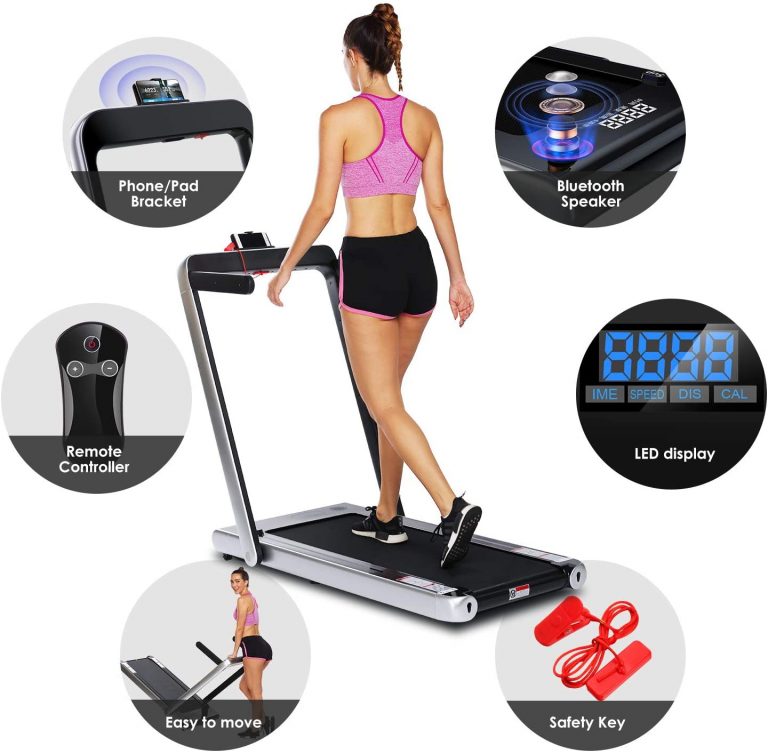 Phone/Pad
Bracket
Bluetooth
Speaker
Remote
Controller
8888
IME SPEED DIS CAL
LED display
Easy to move
Safety Key